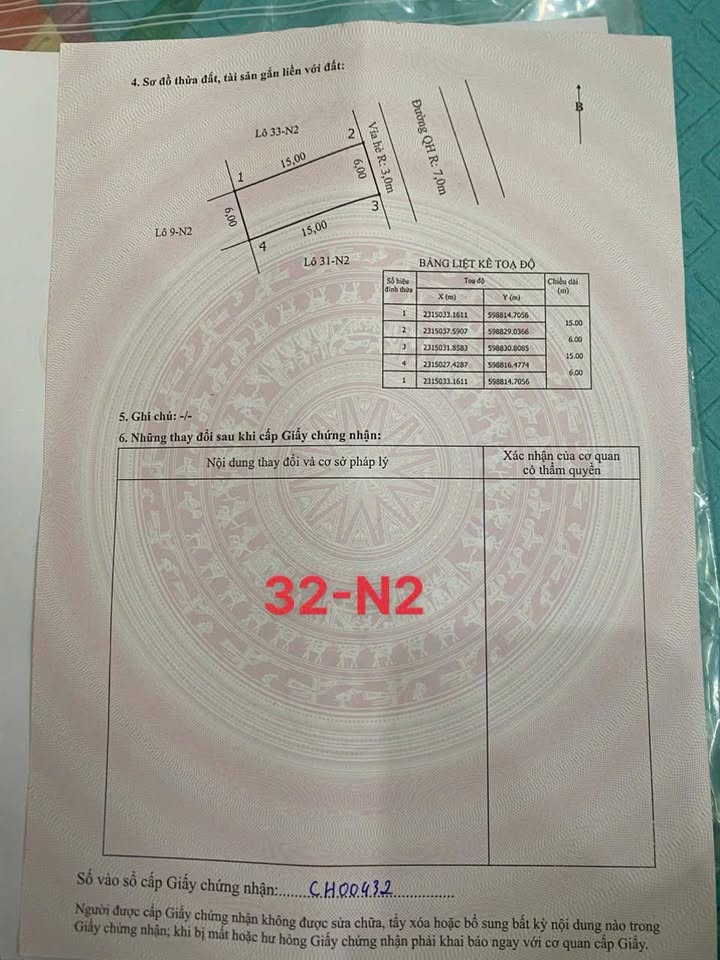 4. Sơ đồ thửa đất, tài sản gắn liền với đất:
B
Lô 33-N2
2
Vỉa hè R: 3,0m
Đường QH R: 7,0m
15,00
1
6,00
6,00
3
Lô 9-N2
4
15,00
Lô 31-N2
BẢNG LIỆT KÊ TOẠ ĐỘ
Số hiệu đỉnh thửa Toạ độ Chiều dài (m)
X (m) Y (m)
1 2315033.1611 598814.7056
15.00
2 2315037.5907 598829.0366
6.00
3 2315031.8583 598830.8085
15.00
4 2315027.4287 598816.4774
6.00
1 2315033.1611 598814.7056
5. Ghi chú: -/-
6. Những thay đổi sau khi cấp Giấy chứng nhận:
Nội dung thay đổi và cơ sở pháp lý
Xác nhận của cơ quan
có thẩm quyền
32-N2
Số vào sổ cấp Giấy chứng nhận:......CH00432..............
Người được cấp Giấy chứng nhận không được sửa chữa, tẩy xóa hoặc bổ sung bất kỳ nội dung nào trong
Giấy chứng nhận; khi bị mất hoặc hư hỏng Giấy chứng nhận phải khai báo ngay với cơ quan cấp Giấy.